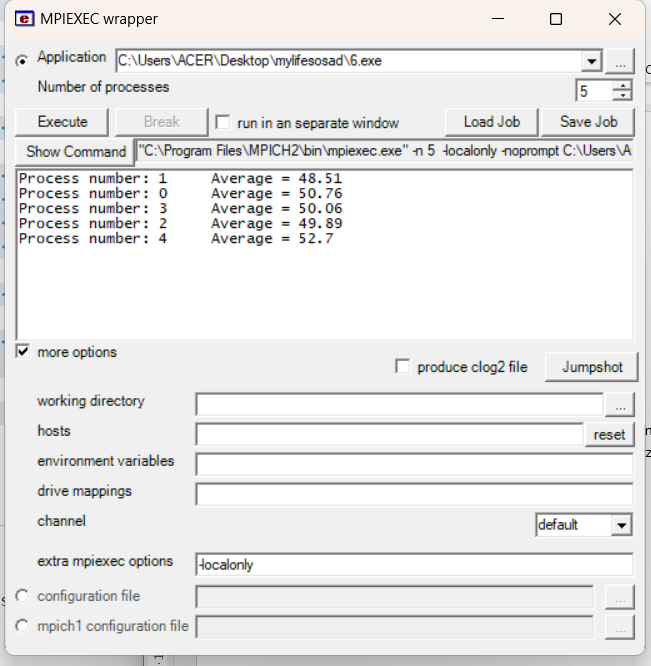 MPIEXEC wrapper
Application
C:\Users\ACER\Desktop\mylifesosad\6.exe
...
Number of processes
5
Execute
Break
run in an separate window
Load Job
Save Job
Show Command
"C:\Program Files\MPICH2\bin\mpiexec.exe" -n 5 -localonly -noprompt C:\Users\A
Process number: 1 Average = 48.51
Process number: 0 Average = 50.76
Process number: 3 Average = 50.06
Process number: 2 Average = 49.89
Process number: 4 Average = 52.7
more options
produce clog2 file
Jumpshot
working directory
...
hosts
reset
environment variables
drive mappings
channel
default
extra mpiexec options
-localonly
configuration file
...
mpich1 configuration file
...